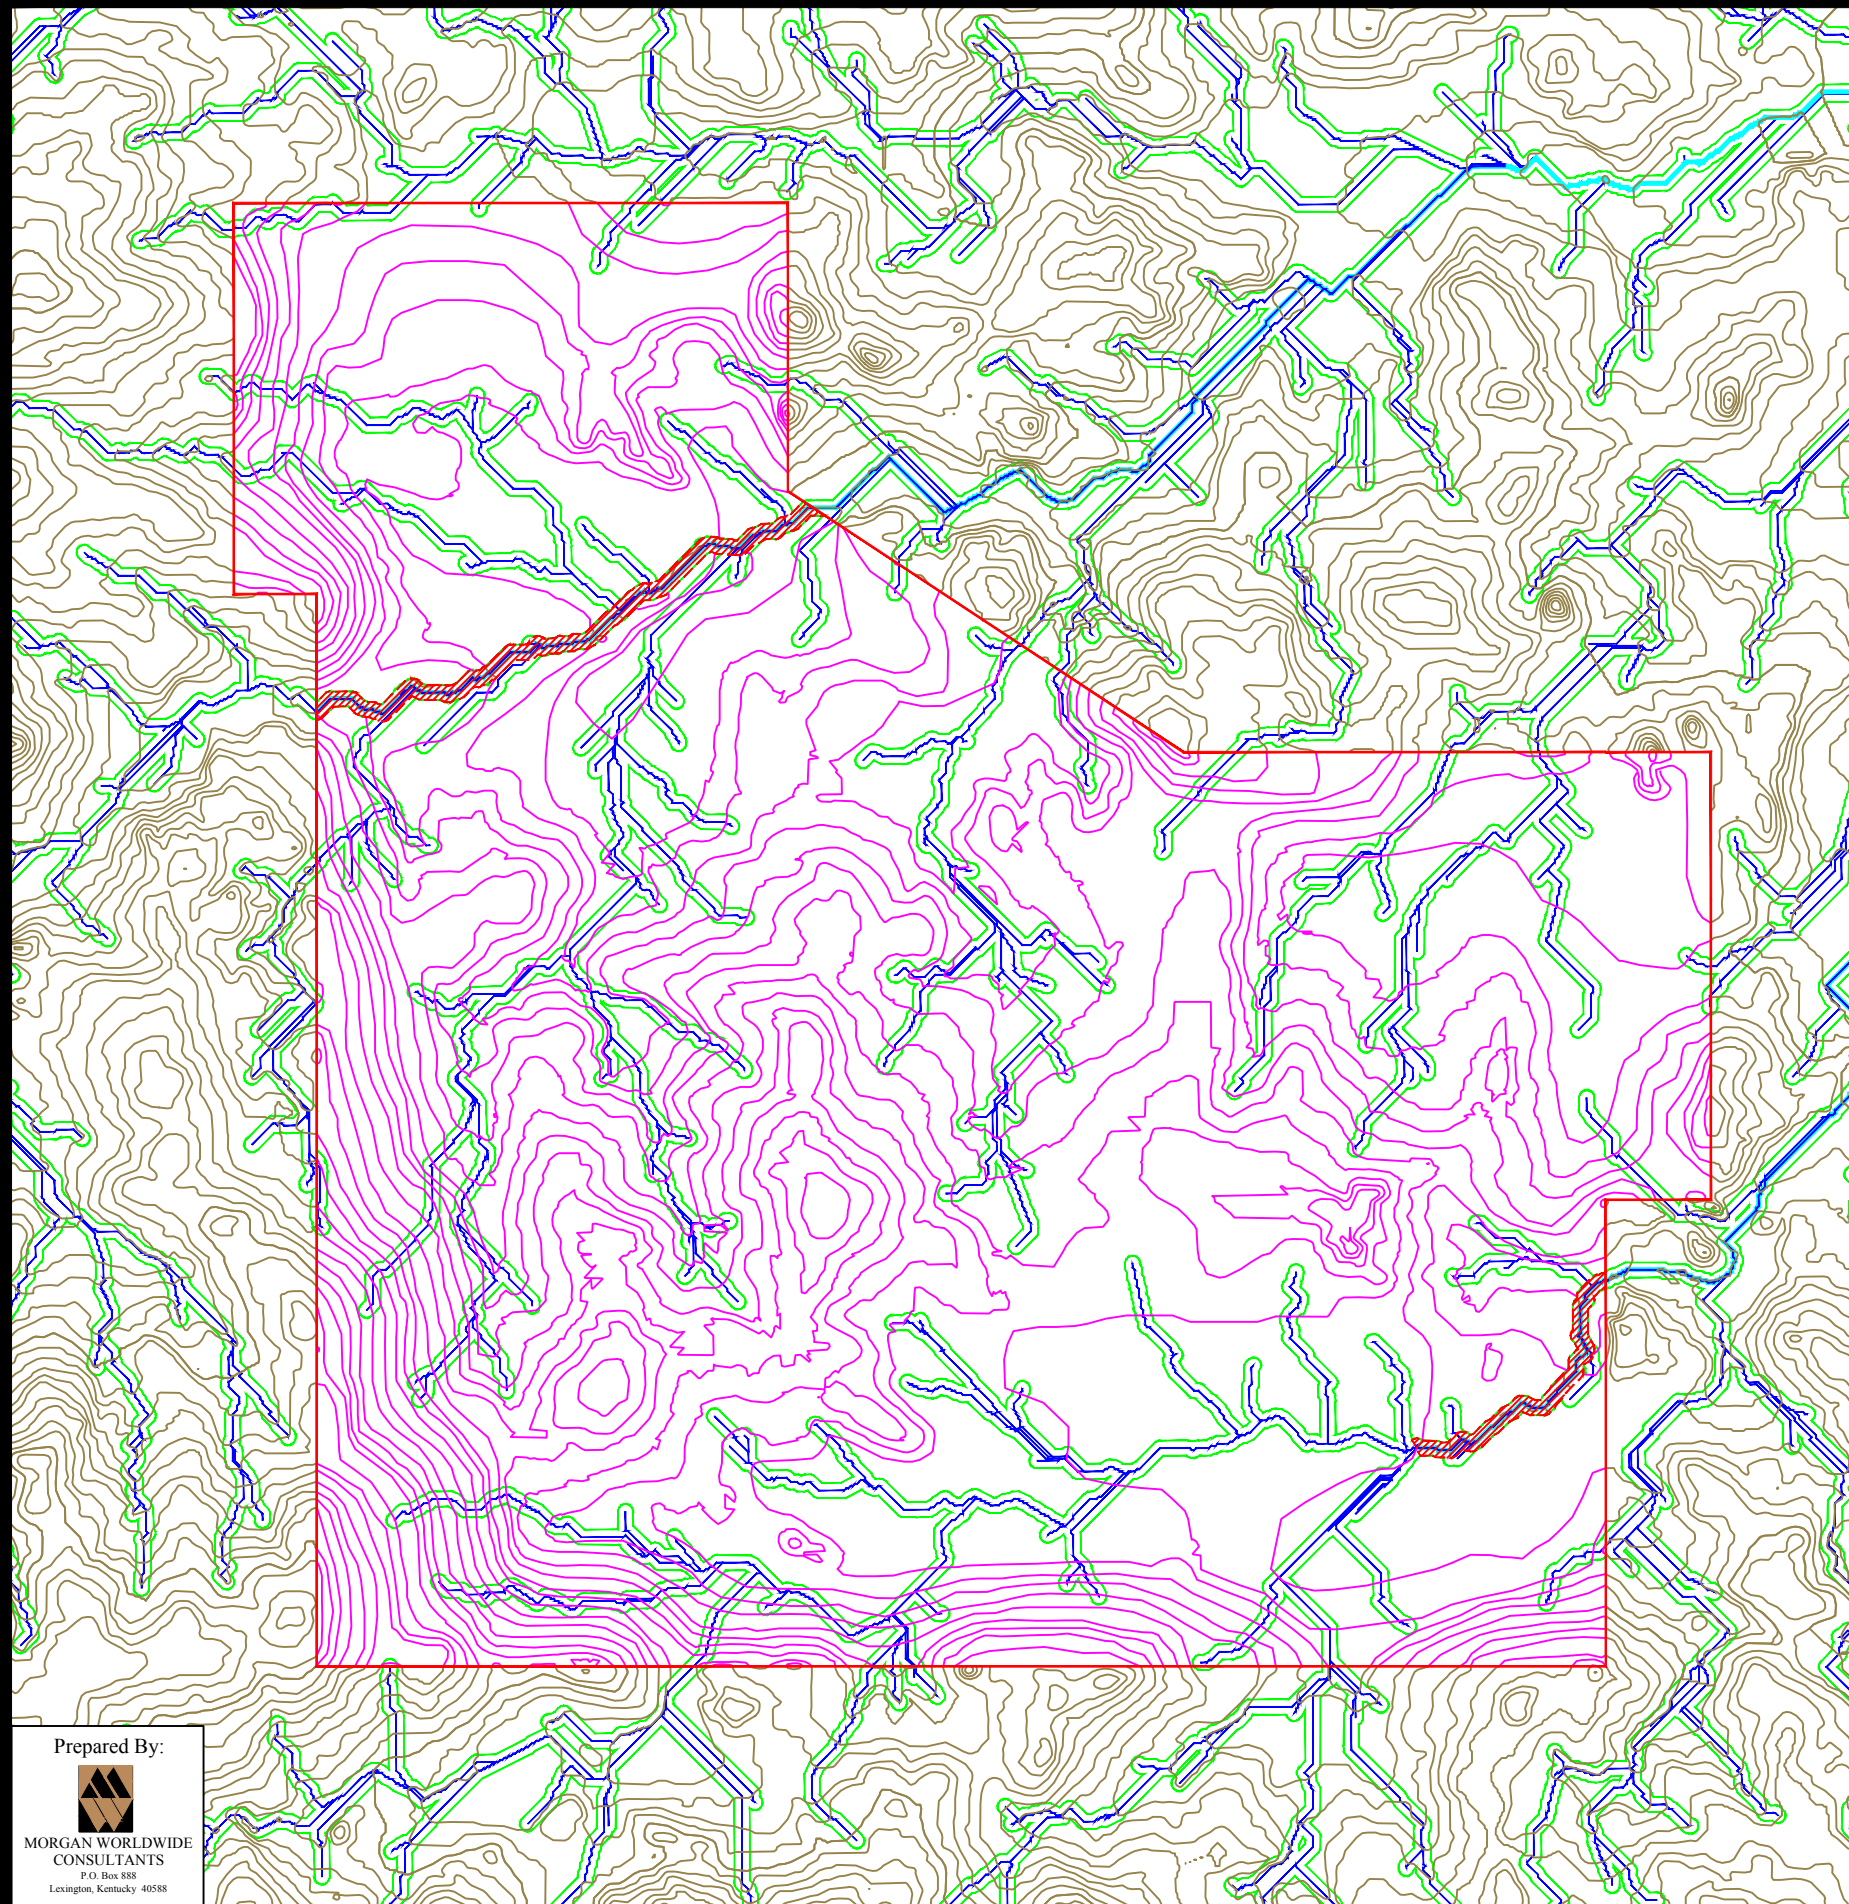 Prepared By:
MORGAN WORLDWIDE
CONSULTANTS
P.O. Box 888
Lexington, Kentucky 40588